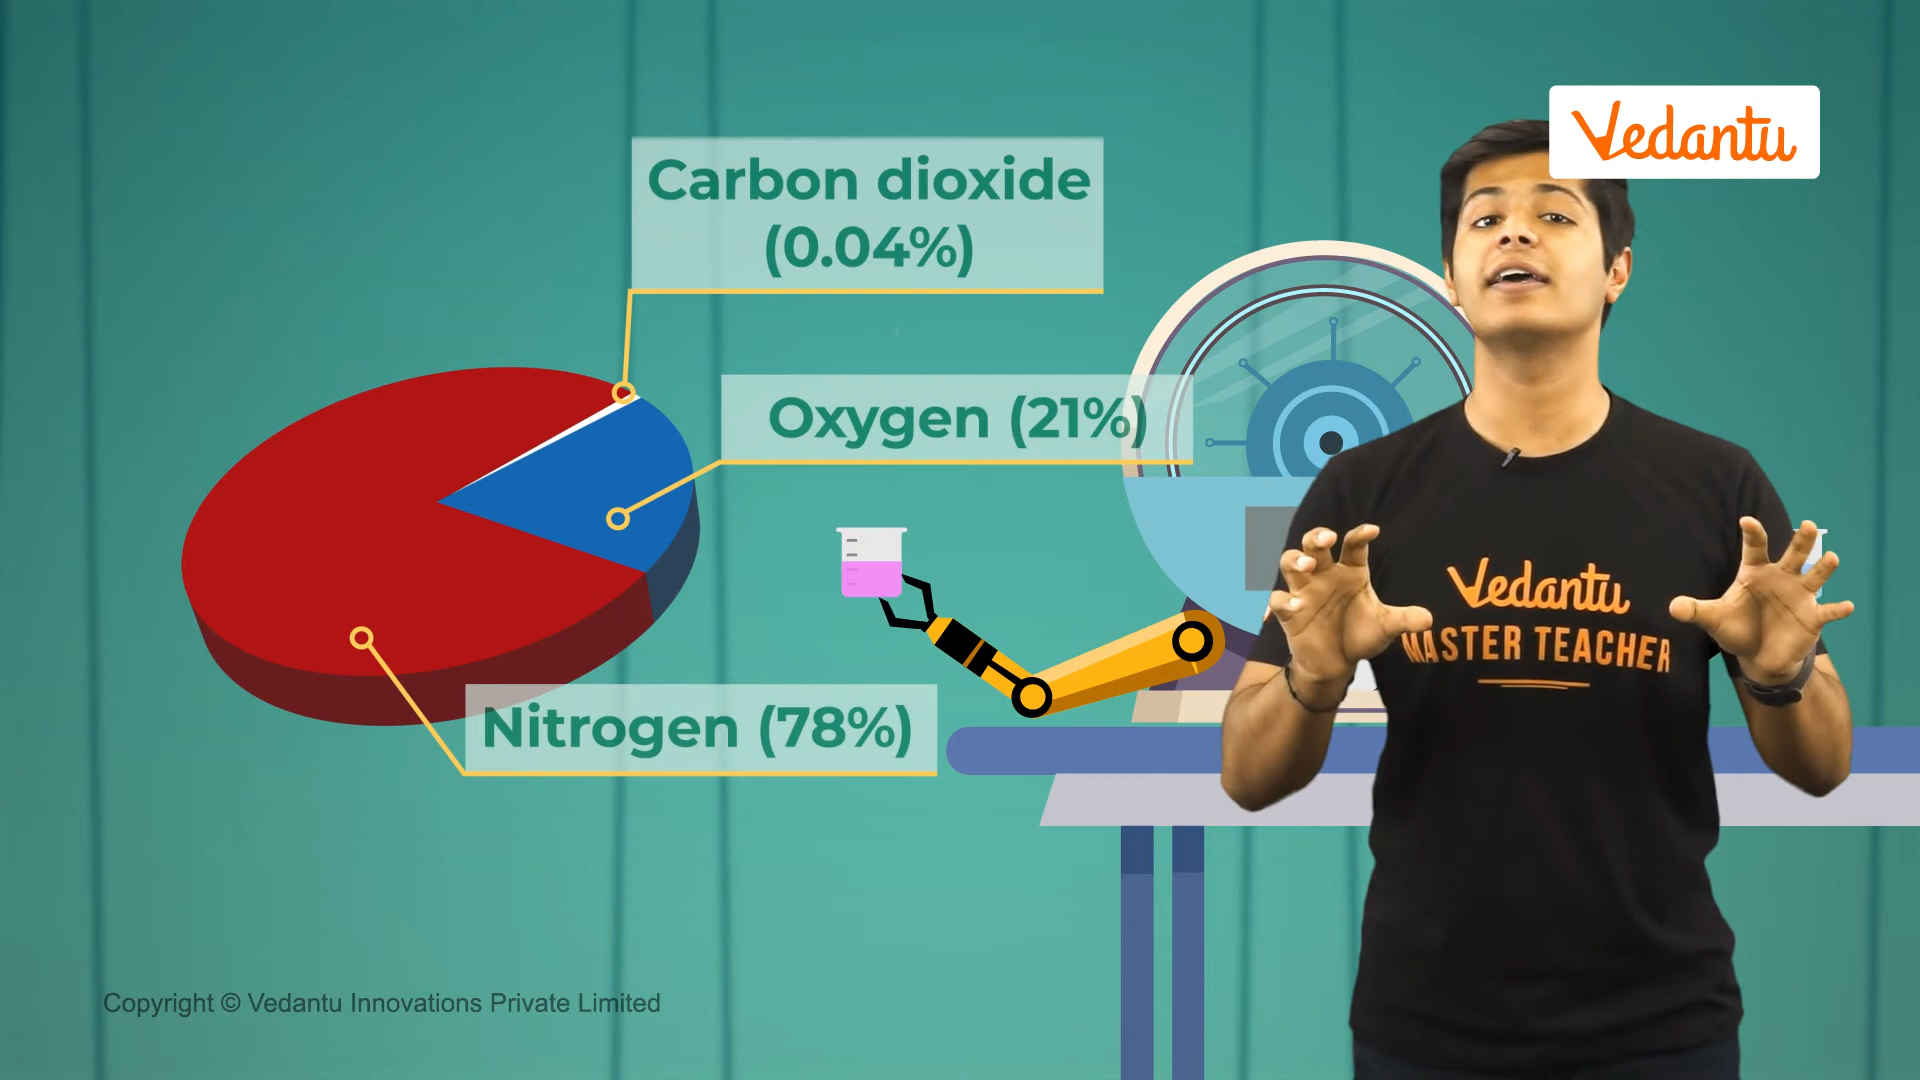 Vedantu
Carbon dioxide
(0.04%)
Oxygen (21%)
Nitrogen (78%)
Vedantu
MASTER TEACHER
Copyright © Vedantu Innovations Private Limited